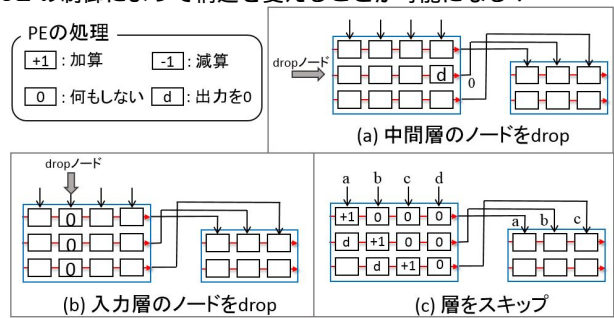 の制御によって構造を変えることが可能になる
PEの処理
+1 : 加算 -1 : 減算
0 : 何もしない d : 出力を0
dropノード
d
0
(a) 中間層のノードをdrop
dropノード
0
0
0
(b) 入力層のノードをdrop
a b c d
+1 0 0 0
d +1 0 0
d +1 0
a b c
(c) 層をスキップ